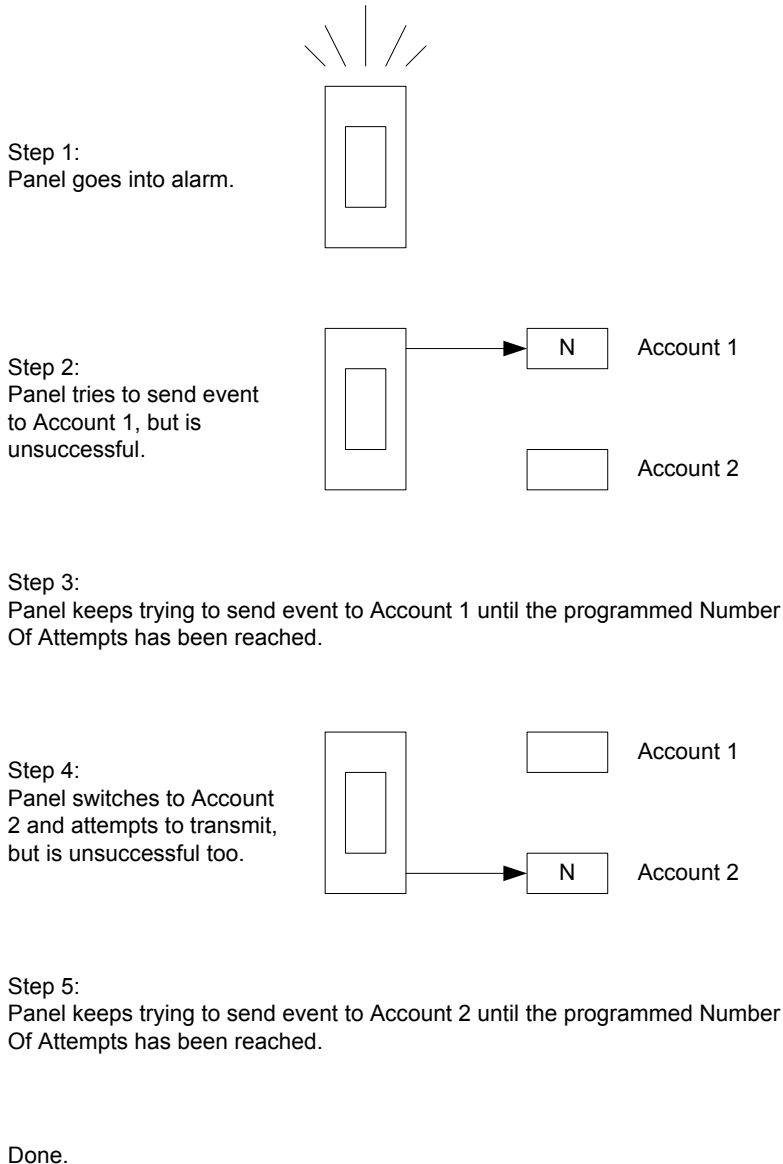 Step 1:
Panel goes into alarm.
Step 2:
Panel tries to send event
to Account 1, but is
unsuccessful.
N
Account 1
Account 2
Step 3:
Panel keeps trying to send event to Account 1 until the programmed Number
Of Attempts has been reached.
Step 4:
Panel switches to Account
2 and attempts to transmit,
but is unsuccessful too.
Account 1
N
Account 2
Step 5:
Panel keeps trying to send event to Account 2 until the programmed Number
Of Attempts has been reached.
Done.